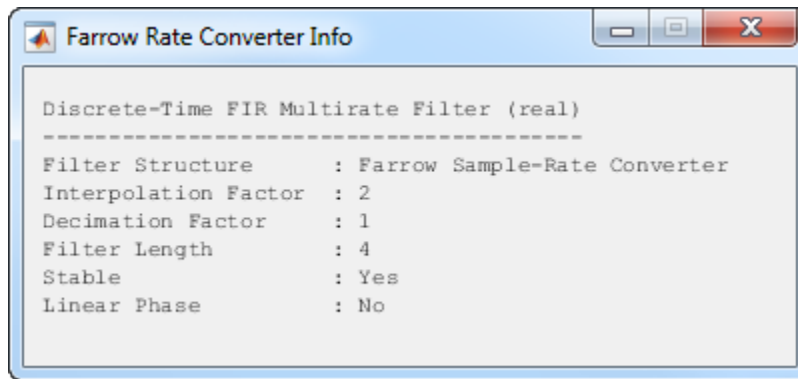 Farrow Rate Converter Info
Discrete-Time FIR Multirate Filter (real)
-----------------------------------------
Filter Structure      : Farrow Sample-Rate Converter
Interpolation Factor  : 2
Decimation Factor     : 1
Filter Length         : 4
Stable                : Yes
Linear Phase          : No